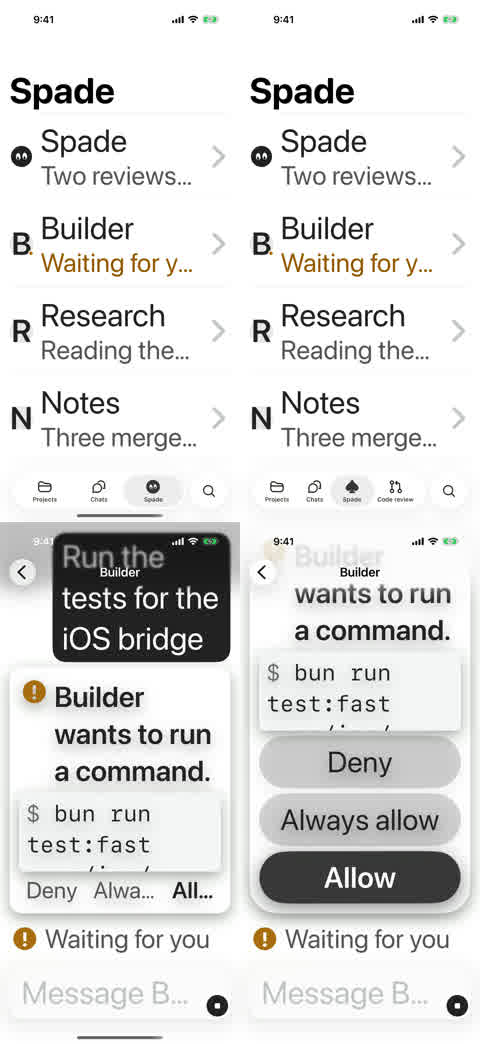 9:41
Spade
Spade
Two reviews...
B.
Builder
Waiting for y...
R
Research
Reading the...
N
Notes
Three merge...
Projects
Chats
Spade
9:41
Spade
Spade
Two reviews...
B.
Builder
Waiting for y...
R
Research
Reading the...
N
Notes
Three merge...
Projects
Chats
Spade
Code review
9:41
Builder
Run the
tests for the
iOS bridge
Builder
wants to run
a command.
$ bun run
test:fast
Deny
Alwa...
All...
Waiting for you
Message B...
9:41
Builder
Builder
wants to run
a command.
$ bun run
test:fast
Deny
Always allow
Allow
Waiting for you
Message B...